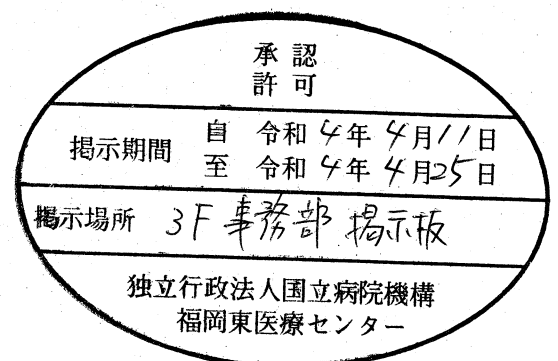 承認
許可
掲示期間 自 令和 4年 4月11日
至 令和 4年 4月25日
掲示場所 3F 事務部 掲示板
独立行政法人国立病院機構
福岡東医療センター